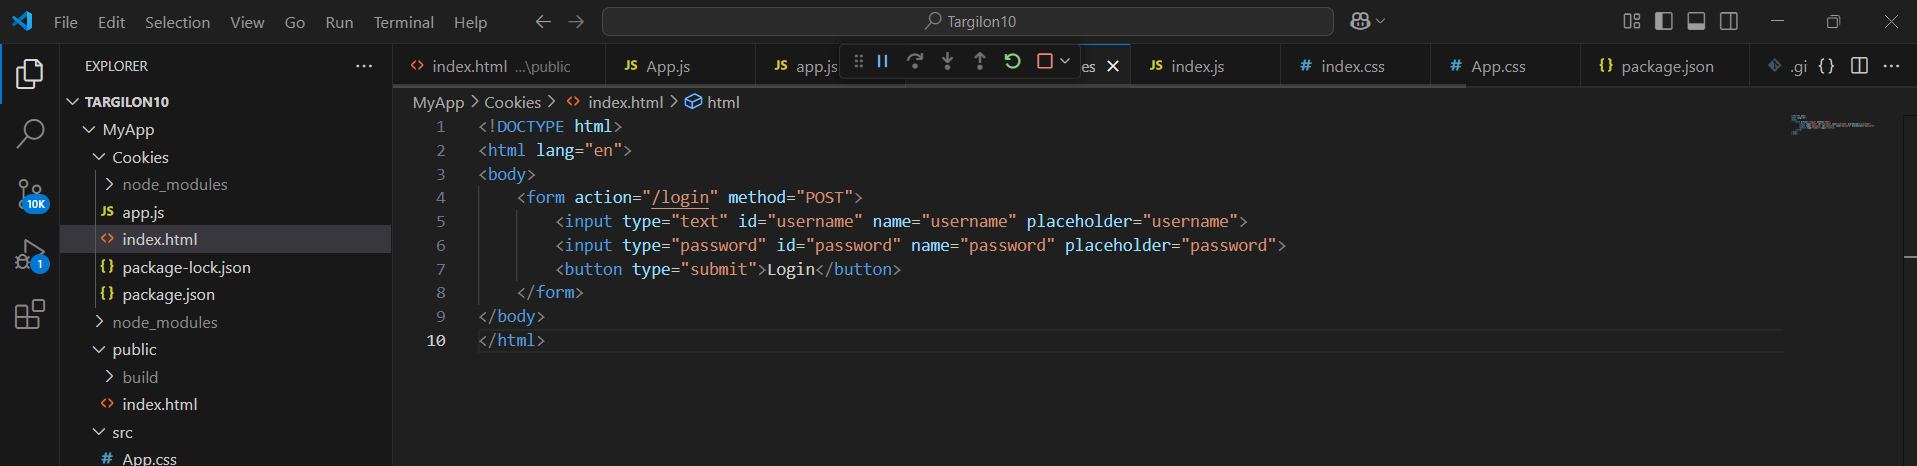 File Edit Selection View Go Run Terminal Help Targilon10
EXPLORER
TARGILON10
MyApp
Cookies
node_modules
JS app.js
<> index.html
{} package-lock.json
{} package.json
node_modules
public
build
<> index.html
src
# App.css
10K
1
<> index.html ...\public JS App.js JS app.js es JS index.js # index.css # App.css {} package.json .gi {}
MyApp > Cookies > <> index.html > html
1 <!DOCTYPE html>
2 <html lang="en">
3 <body>
4     <form action="/login" method="POST">
5         <input type="text" id="username" name="username" placeholder="username">
6         <input type="password" id="password" name="password" placeholder="password">
7         <button type="submit">Login</button>
8     </form>
9 </body>
10 </html>